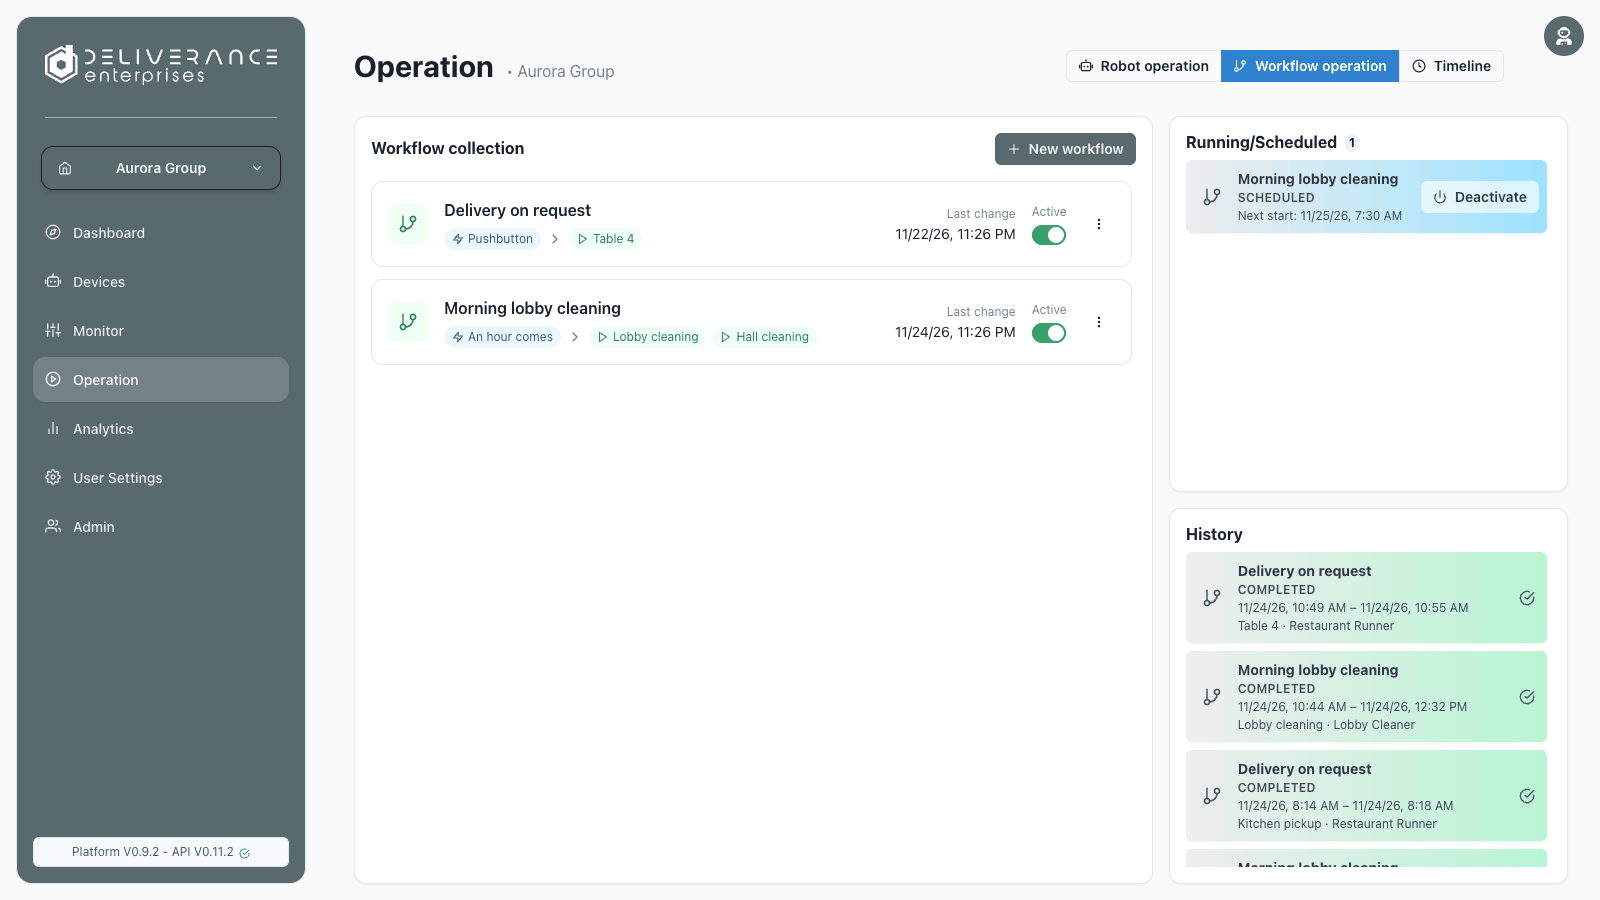 DELIVERANCE
enterprises
Aurora Group
Dashboard
Devices
Monitor
Operation
Analytics
User Settings
Admin
Platform V0.9.2 - API V0.11.2
Operation
• Aurora Group
Robot operation
Workflow operation
Timeline
Workflow collection
+ New workflow
Delivery on request
Pushbutton > Table 4
Last change
11/22/26, 11:26 PM
Active
Morning lobby cleaning
An hour comes > Lobby cleaning Hall cleaning
Last change
11/24/26, 11:26 PM
Active
Running/Scheduled 1
Morning lobby cleaning
SCHEDULED
Next start: 11/25/26, 7:30 AM
Deactivate
History
Delivery on request
COMPLETED
11/24/26, 10:49 AM – 11/24/26, 10:55 AM
Table 4 · Restaurant Runner
Morning lobby cleaning
COMPLETED
11/24/26, 10:44 AM – 11/24/26, 12:32 PM
Lobby cleaning · Lobby Cleaner
Delivery on request
COMPLETED
11/24/26, 8:14 AM – 11/24/26, 8:18 AM
Kitchen pickup · Restaurant Runner
Morning lobby cleaning